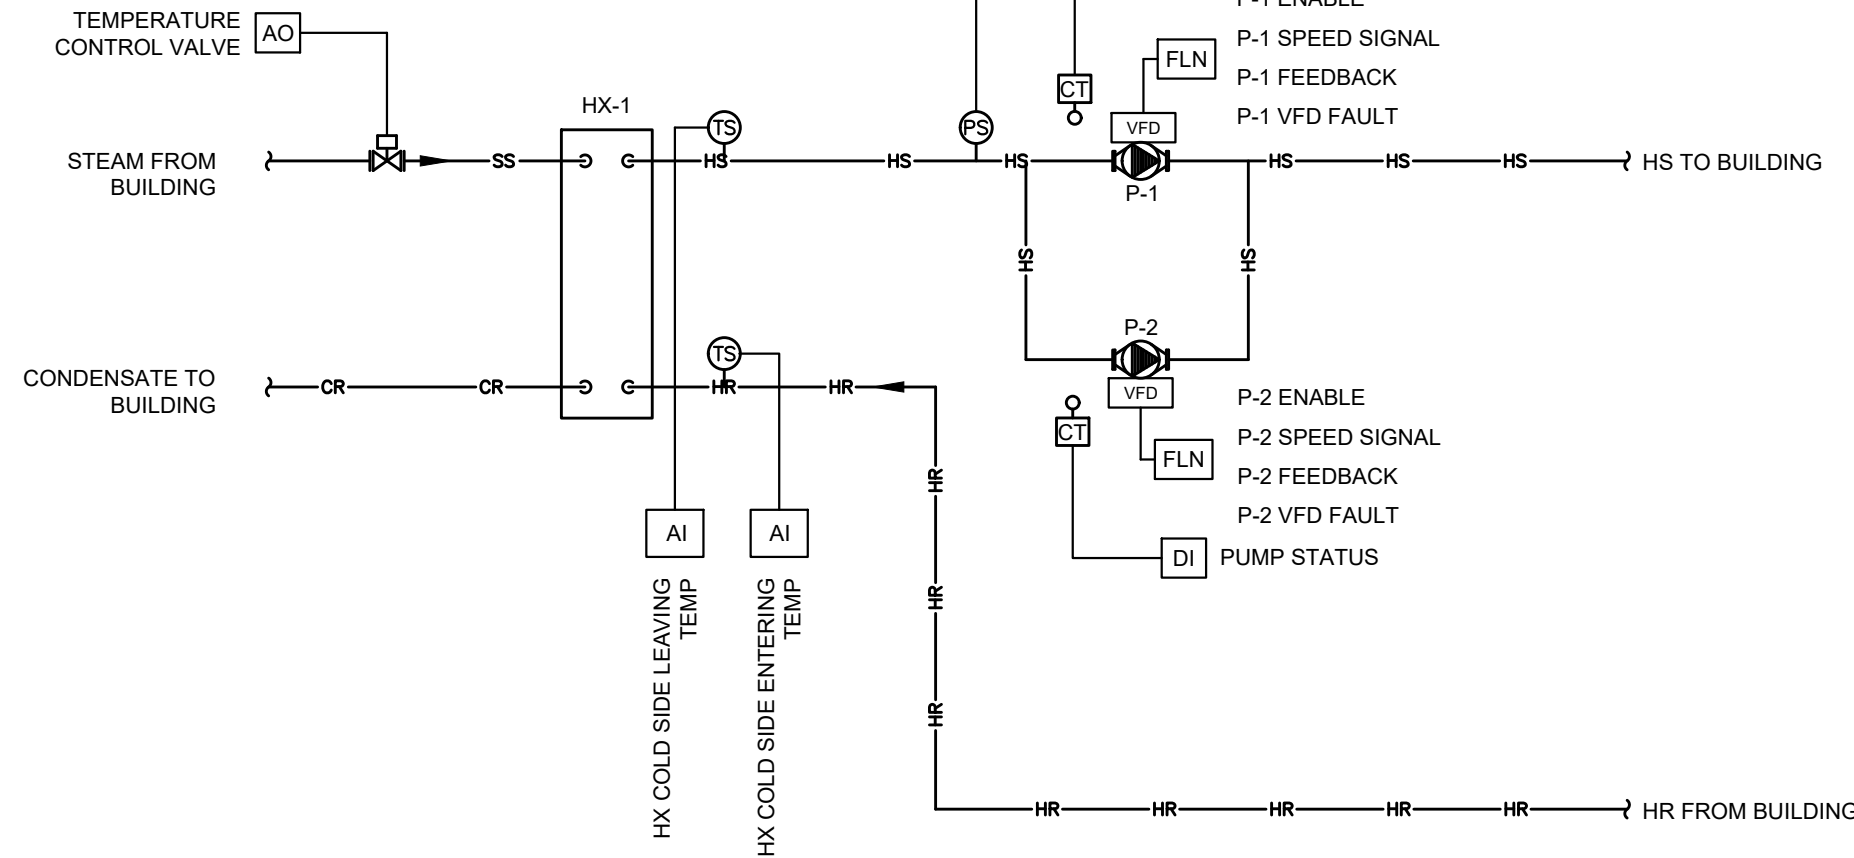 P-1 ENABLE
TEMPERATURE
CONTROL VALVE
AO
P-1 SPEED SIGNAL
FLN
P-1 FEEDBACK
CT
HX-1
P-1 VFD FAULT
TS
PS
VFD
STEAM FROM
BUILDING
SS
HS
HS
HS
HS
HS
HS
HS TO BUILDING
P-1
HS
HS
P-2
TS
CONDENSATE TO
BUILDING
CR
CR
HR
HR
VFD
P-2 ENABLE
CT
P-2 SPEED SIGNAL
FLN
P-2 FEEDBACK
HR
P-2 VFD FAULT
AI
AI
DI
PUMP STATUS
HX COLD SIDE LEAVING
TEMP
HX COLD SIDE ENTERING
TEMP
HR
HR
HR
HR
HR
HR
HR
HR FROM BUILDING